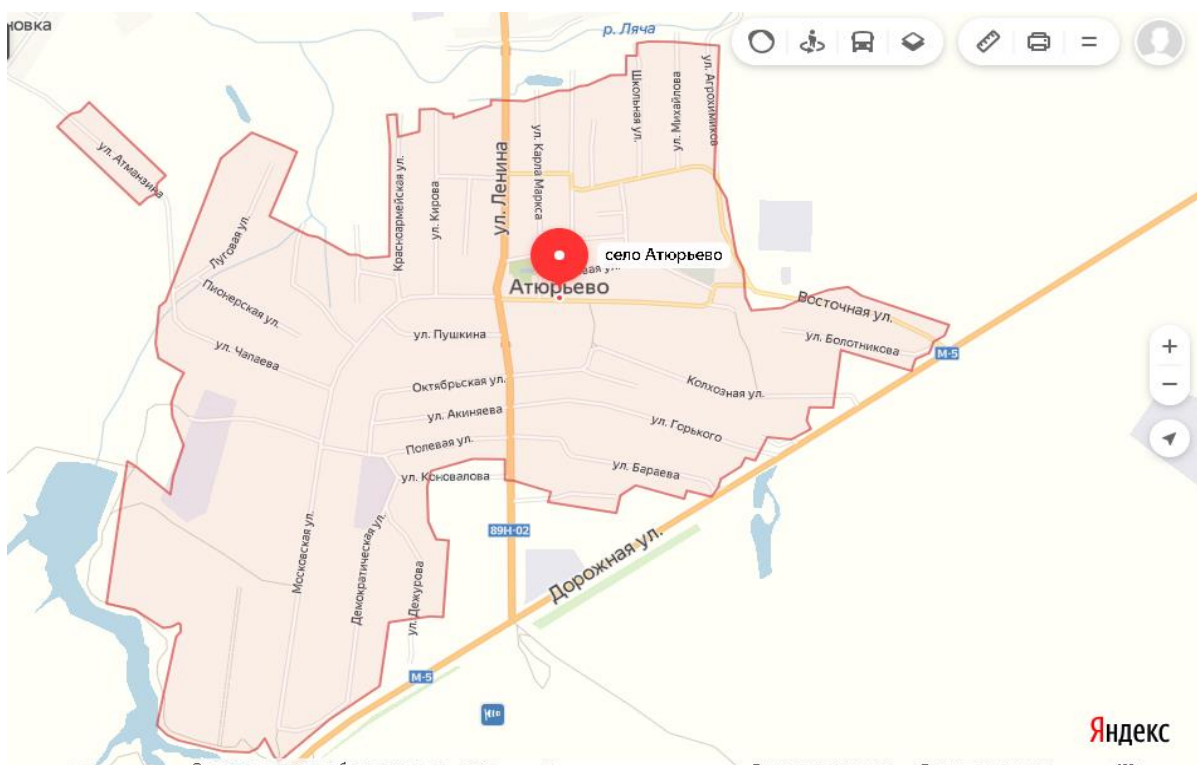 овка
р. Ляча
ул. Атманзина
Луговая ул.
Красноармейская ул.
ул. Кирова
ул. Ленина
ул. Карла Маркса
Школьная ул.
ул. Михайлова
ул. Агрохимиков
село Атюрьево
вая ул.
Атюрьево
Пионерская ул.
ул. Чапаева
ул. Пушкина
Восточная ул.
ул. Болотникова
М-5
Октябрьская ул.
Колхозная ул.
ул. Акиняева
ул. Горького
Полевая ул.
ул. Бараева
ул. Коновалова
89Н-02
Московская ул.
Демократическая ул.
ул. Дежурова
Дорожная ул.
М-5
Яндекс